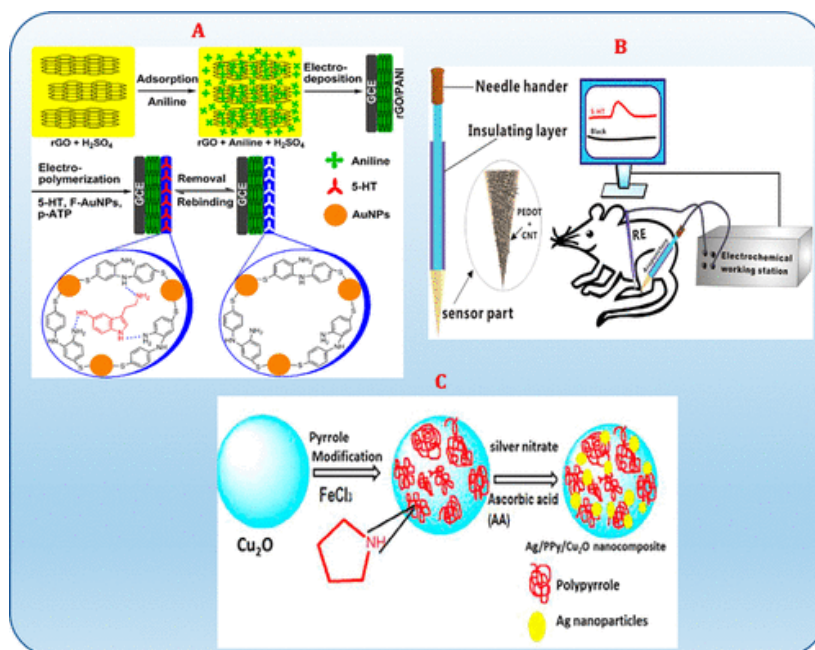 A
Adsorption
Aniline
Electro-
deposition
GCE
rGO/PANI
rGO + H₂SO₄
rGO + Aniline + H₂SO₄
Electro-
polymerization
5-HT, F-AuNPs,
p-ATP
GCE
Removal
Rebinding
GCE
Aniline
5-HT
AuNPs
NH₂
HO
NH₂
B
Needle hander
Insulating layer
PEDOT
+
CNT
sensor part
5-HT
RE
Electrochemical
working station
C
Cu₂O
Pyrrole
Modification
FeCl₃
NH
silver nitrate
Ascorbic acid
(AA)
Ag/PPy/Cu₂O nanocomposite
Polypyrrole
Ag nanoparticles